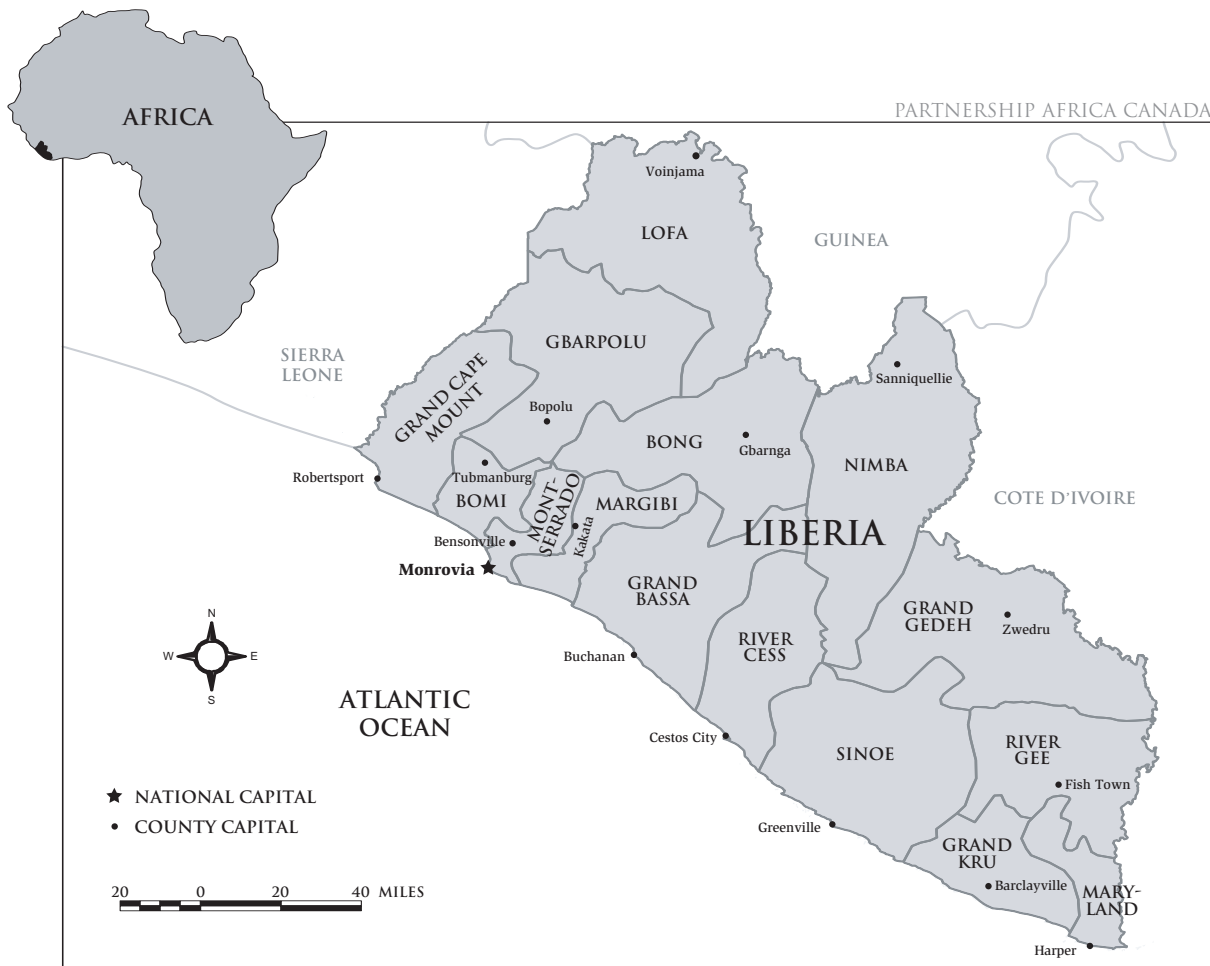 AFRICA
PARTNERSHIP AFRICA CANADA
Voinjama
LOFA
GUINEA
GBARPOLU
SIERRA
LEONE
GRAND CAPE
MOUNT
Sanniquellie
Bopolu
BONG
Gbarnga
NIMBA
Robertsport
Tubmanburg
BOMI
MONT-
SERRADO
MARGIBI
Kakata
COTE D'IVOIRE
LIBERIA
Bensonville
Monrovia
GRAND
BASSA
GRAND
GEDEH
Zwedru
RIVER
CESS
Buchanan
N
W
E
S
ATLANTIC
OCEAN
Cestos City
SINOE
RIVER
GEE
Fish Town
NATIONAL CAPITAL
COUNTY CAPITAL
Greenville
GRAND
KRU
Barclayville
MARY-
LAND
Harper
20 0 20 40 MILES